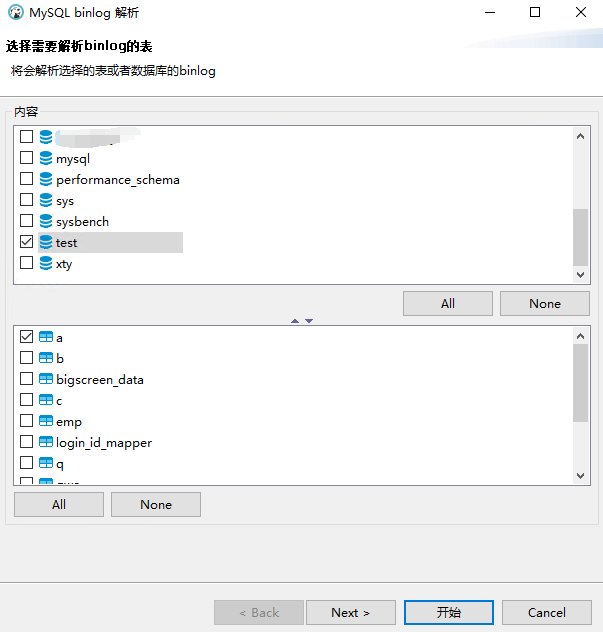 MySQL binlog 解析
选择需要解析binlog的表
将会解析选择的表或者数据库的binlog
内容
mysql
performance_schema
sys
sysbench
test
xty
All None
a
b
bigscreen_data
c
emp
login_id_mapper
q
All None
< Back Next > 开始 Cancel